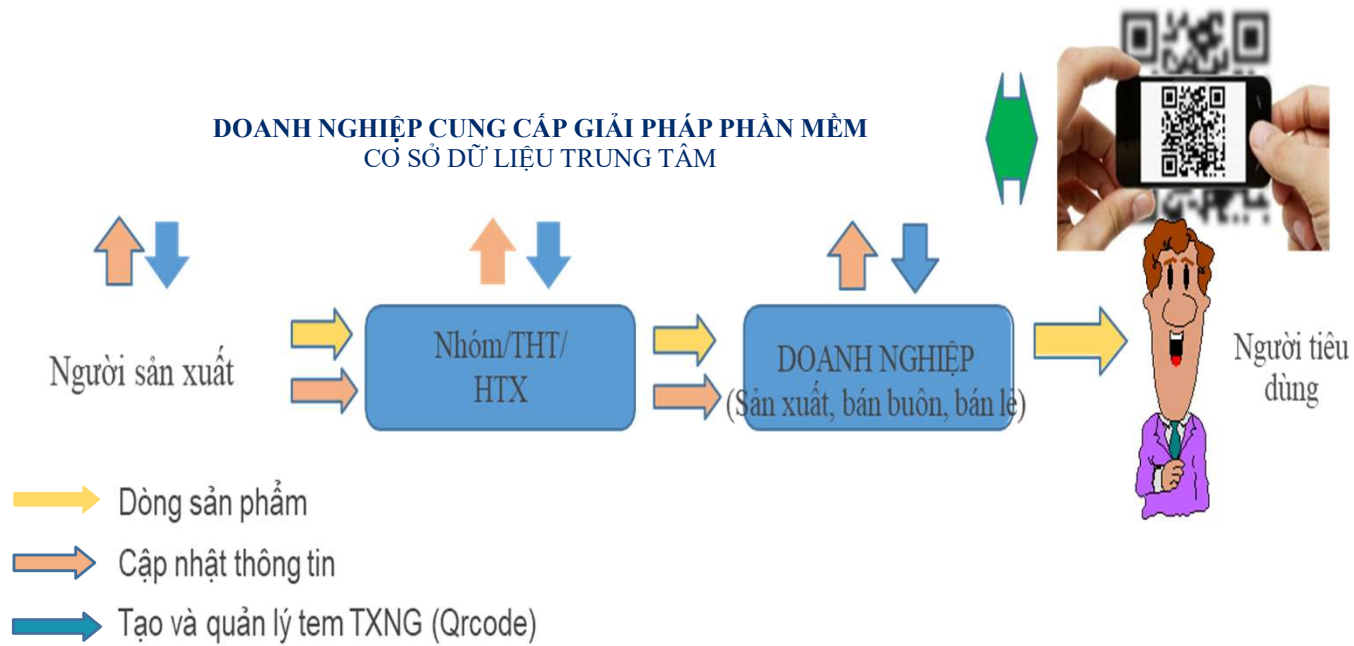 DOANH NGHIỆP CUNG CẤP GIẢI PHÁP PHẦN MỀM
CƠ SỞ DỮ LIỆU TRUNG TÂM
Người sản xuất
Nhóm/THT/
HTX
DOANH NGHIỆP
(Sản xuất, bán buôn, bán lẻ)
Người tiêu
dùng
Dòng sản phẩm
Cập nhật thông tin
Tạo và quản lý tem TXNG (Qrcode)